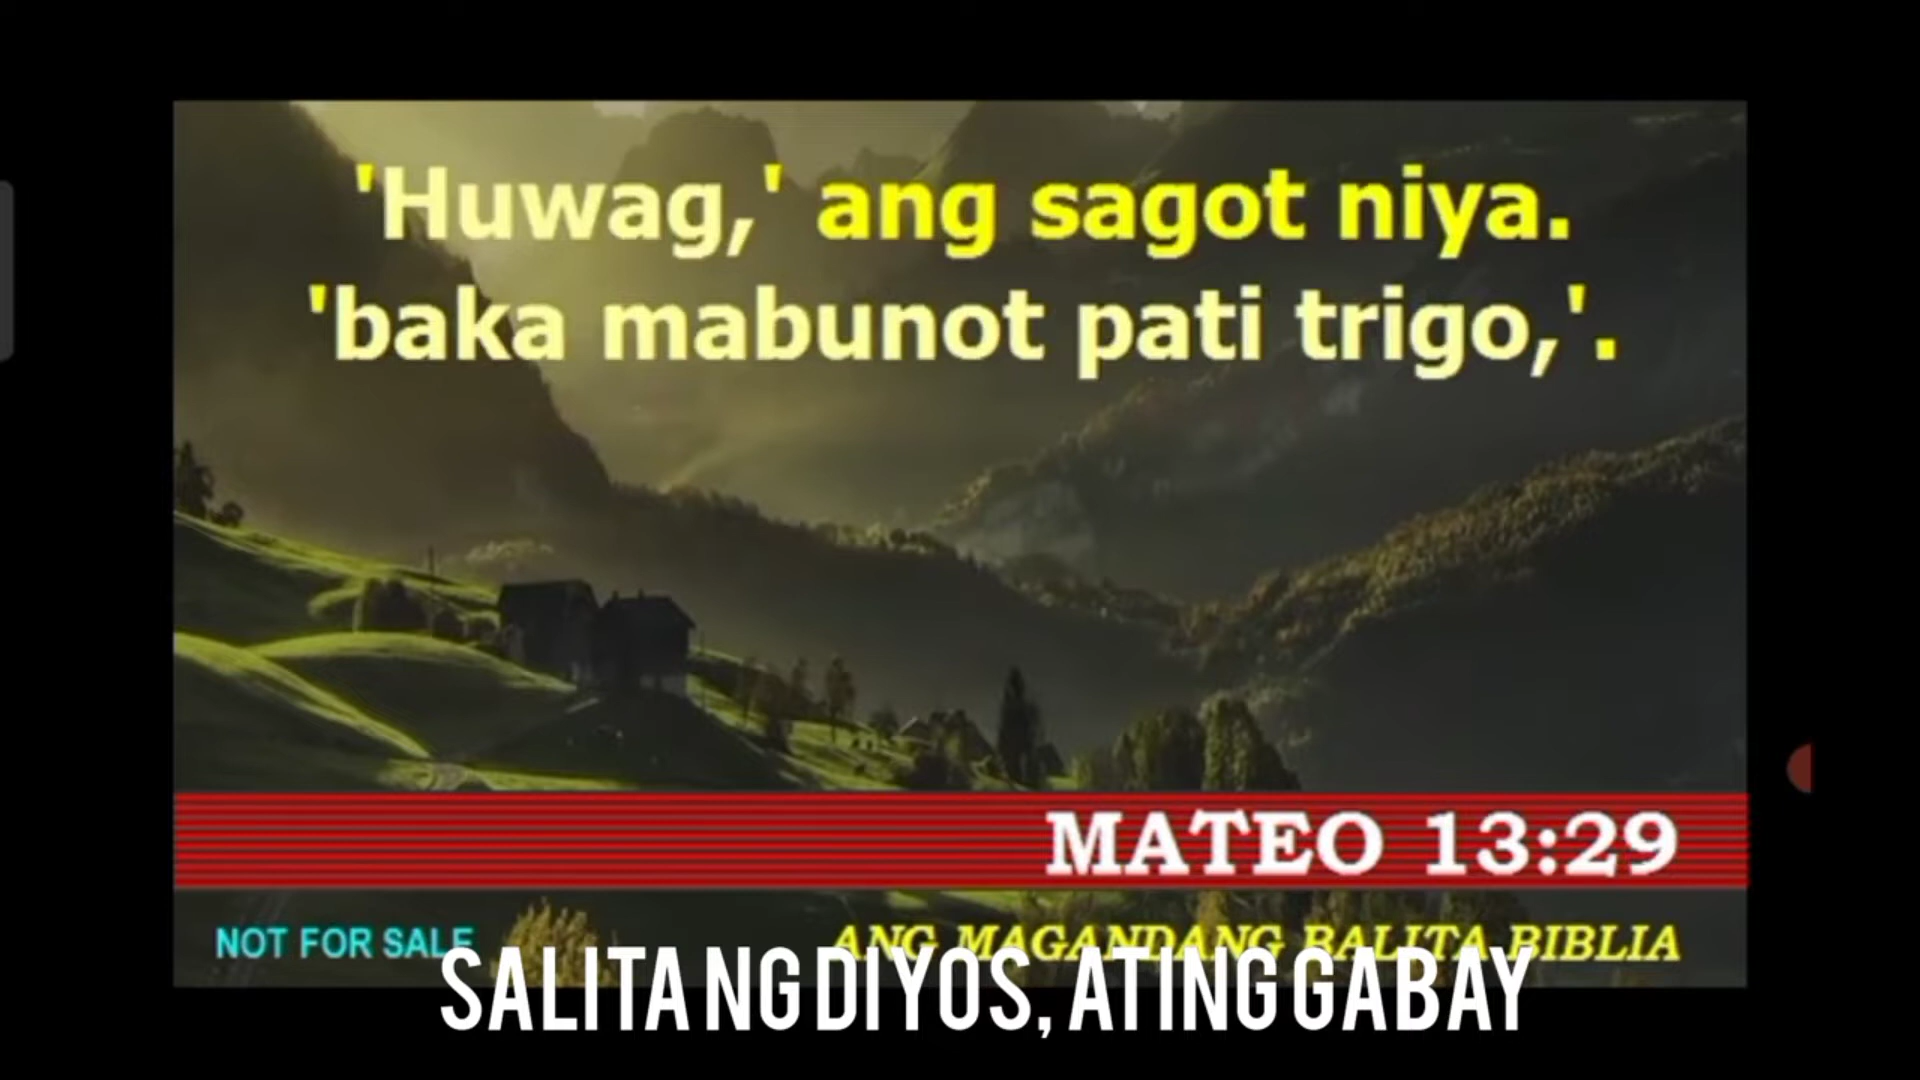 'Huwag,' ang sagot niya.
'baka mabunot pati trigo,'.
MATEO 13:29
NOT FOR SALE
ANG MAGANDANG BALITA BIBLIA
SALITA NG DIYOS, ATING GABAY